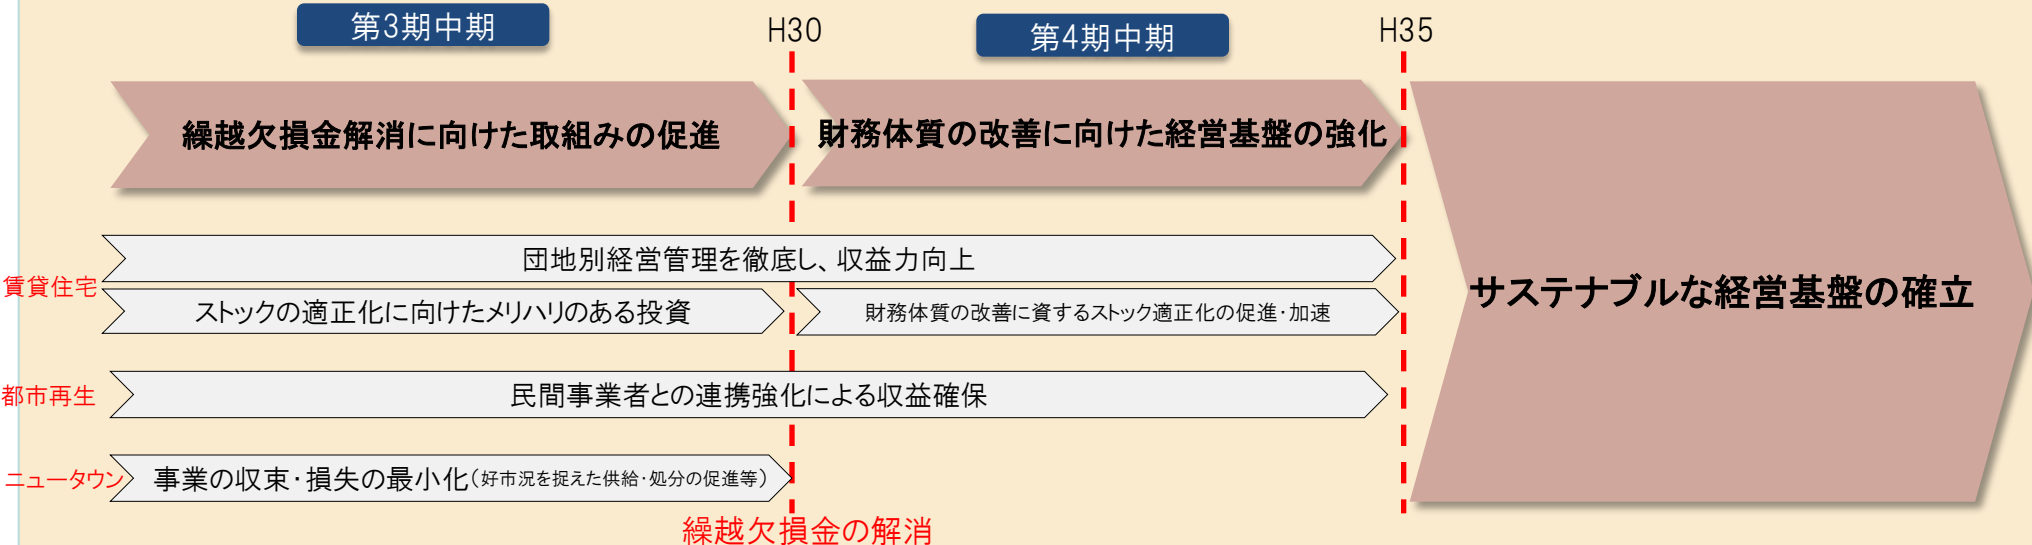 第3期中期
H30
第4期中期
H35
繰越欠損金解消に向けた取組みの促進
財務体質の改善に向けた経営基盤の強化
サステナブルな経営基盤の確立
賃貸住宅
団地別経営管理を徹底し、収益力向上
ストックの適正化に向けたメリハリのある投資
財務体質の改善に資するストック適正化の促進・加速
都市再生
民間事業者との連携強化による収益確保
ニュータウン
事業の収束・損失の最小化(好市況を捉えた供給・処分の促進等)
繰越欠損金の解消